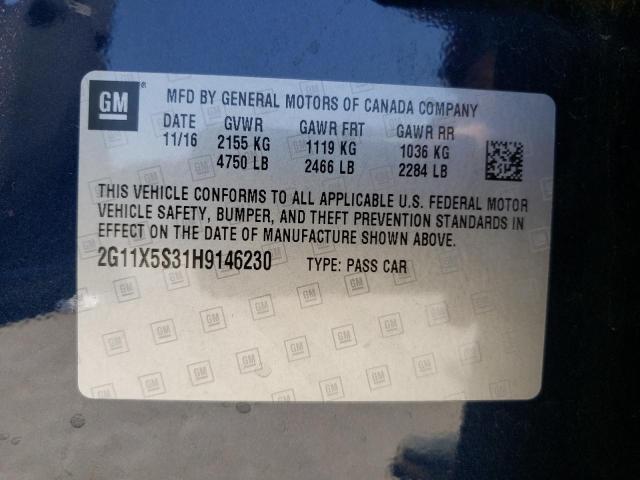 GM ®
MFD BY GENERAL MOTORS OF CANADA COMPANY
DATE GVWR GAWR FRT GAWR RR
11/16 2155 KG 1119 KG 1036 KG
4750 LB 2466 LB 2284 LB
THIS VEHICLE CONFORMS TO ALL APPLICABLE U.S. FEDERAL MOTOR
VEHICLE SAFETY, BUMPER, AND THEFT PREVENTION STANDARDS IN
EFFECT ON THE DATE OF MANUFACTURE SHOWN ABOVE.
2G11X5S31H9146230 TYPE: PASS CAR